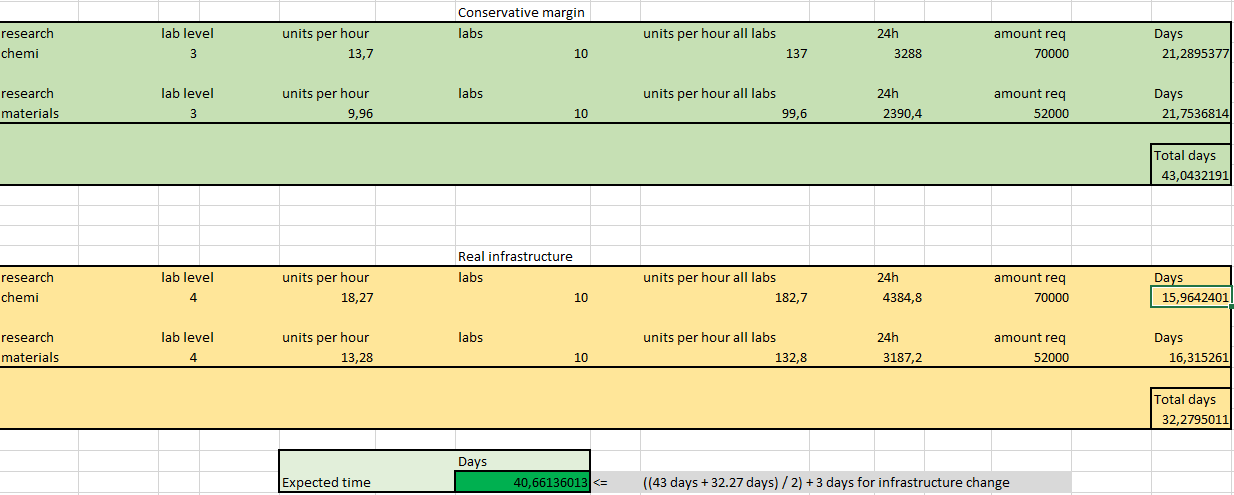 Conservative margin
research lab level units per hour labs units per hour all labs 24h amount req Days
chemi 3 13,7 10 137 3288 70000 21,2895377
research lab level units per hour labs units per hour all labs 24h amount req Days
materials 3 9,96 10 99,6 2390,4 52000 21,7536814
Total days
43,0432191
Real infrastructure
research lab level units per hour labs units per hour all labs 24h amount req Days
chemi 4 18,27 10 182,7 4384,8 70000 15,9642401
research lab level units per hour labs units per hour all labs 24h amount req Days
materials 4 13,28 10 132,8 3187,2 52000 16,315261
Total days
32,2795011
Days
Expected time 40,66136013 <= ((43 days + 32.27 days) / 2) + 3 days for infrastructure change